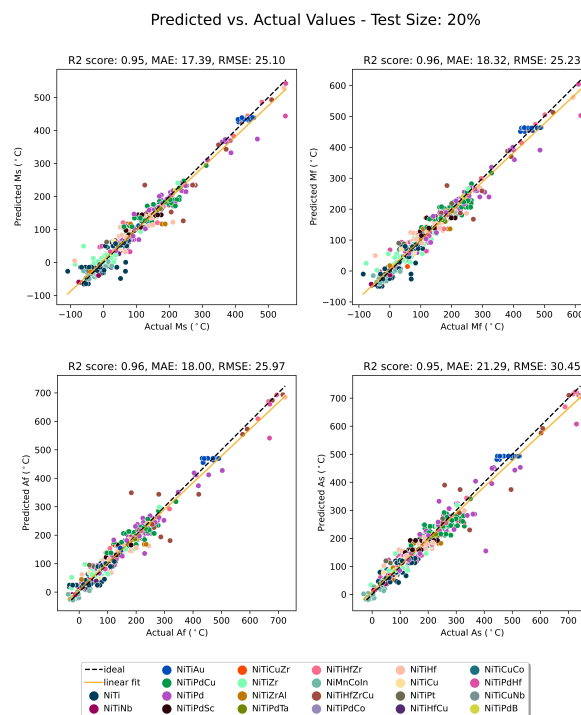 Predicted vs. Actual Values - Test Size: 20%
R2 score: 0.95, MAE: 17.39, RMSE: 25.10
R2 score: 0.96, MAE: 18.32, RMSE: 25.23
500
400
300
200
100
0
−100
Predicted Ms (°C)
−100 0 100 200 300 400 500
Actual Ms (°C)
600
500
400
300
200
100
0
−100
Predicted Mf (°C)
−100 0 100 200 300 400 500 600
Actual Mf (°C)
R2 score: 0.96, MAE: 18.00, RMSE: 25.97
R2 score: 0.95, MAE: 21.29, RMSE: 30.45
700
600
500
400
300
200
100
0
Predicted Af (°C)
0 100 200 300 400 500 600 700
Actual Af (°C)
700
600
500
400
300
200
100
0
Predicted As (°C)
0 100 200 300 400 500 600 700
Actual As (°C)
ideal NiTiAu NiTiCuZr NiTiHfZr NiTiHf NiTiCuCo
linear fit NiTiPdCu NiTiZr NiMnCoIn NiTiCu NiTiPdHf
NiTi NiTiPd NiTiZrAl NiTiHfZrCu NiTiPt NiTiCuNb
NiTiNb NiTiPdSc NiTiPdTa NiTiPdCo NiTiHfCu NiTiPdB